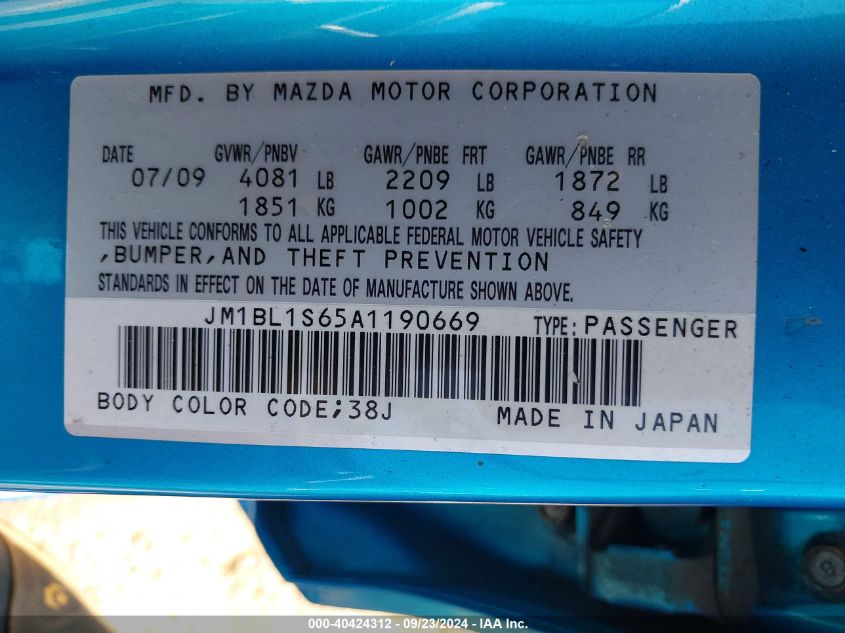 MFD. BY MAZDA MOTOR CORPORATION
DATE GVWR/PNBV GAWR/PNBE FRT GAWR/PNBE RR
07/09 4081 LB 2209 LB 1872 LB
1851 KG 1002 KG 849 KG
THIS VEHICLE CONFORMS TO ALL APPLICABLE FEDERAL MOTOR VEHICLE SAFETY
,BUMPER,AND THEFT PREVENTION
STANDARDS IN EFFECT ON THE DATE OF MANUFACTURE SHOWN ABOVE.
JM1BL1S65A1190669 TYPE:PASSENGER
BODY COLOR CODE;38J MADE IN JAPAN
000-40424312 - 09/23/2024 - IAA Inc.